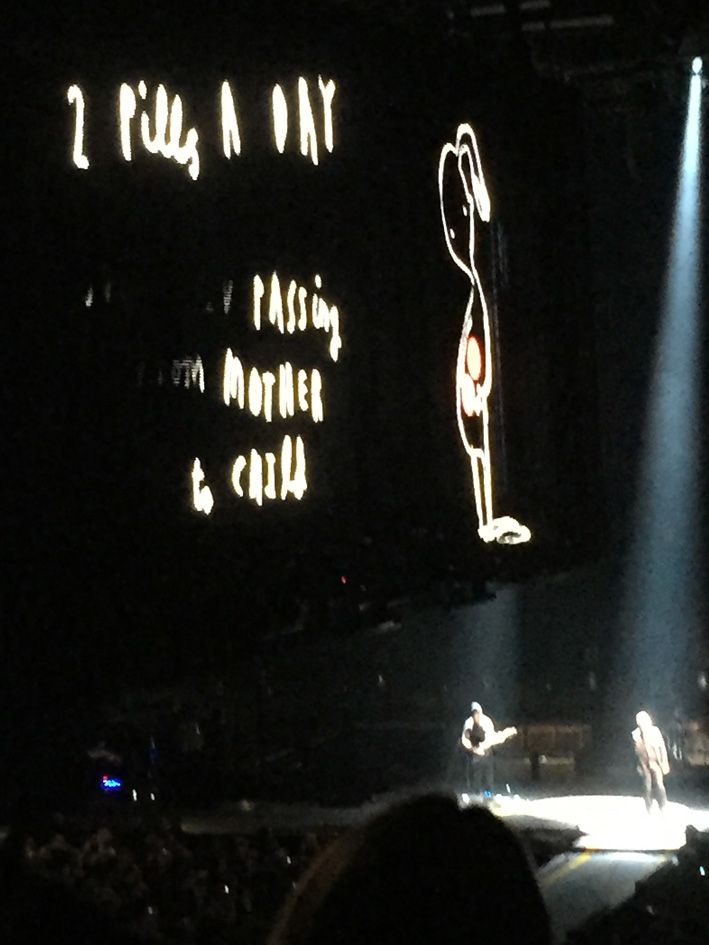 2 Pills A DAY
PASSing
MOTHER
to CHILd